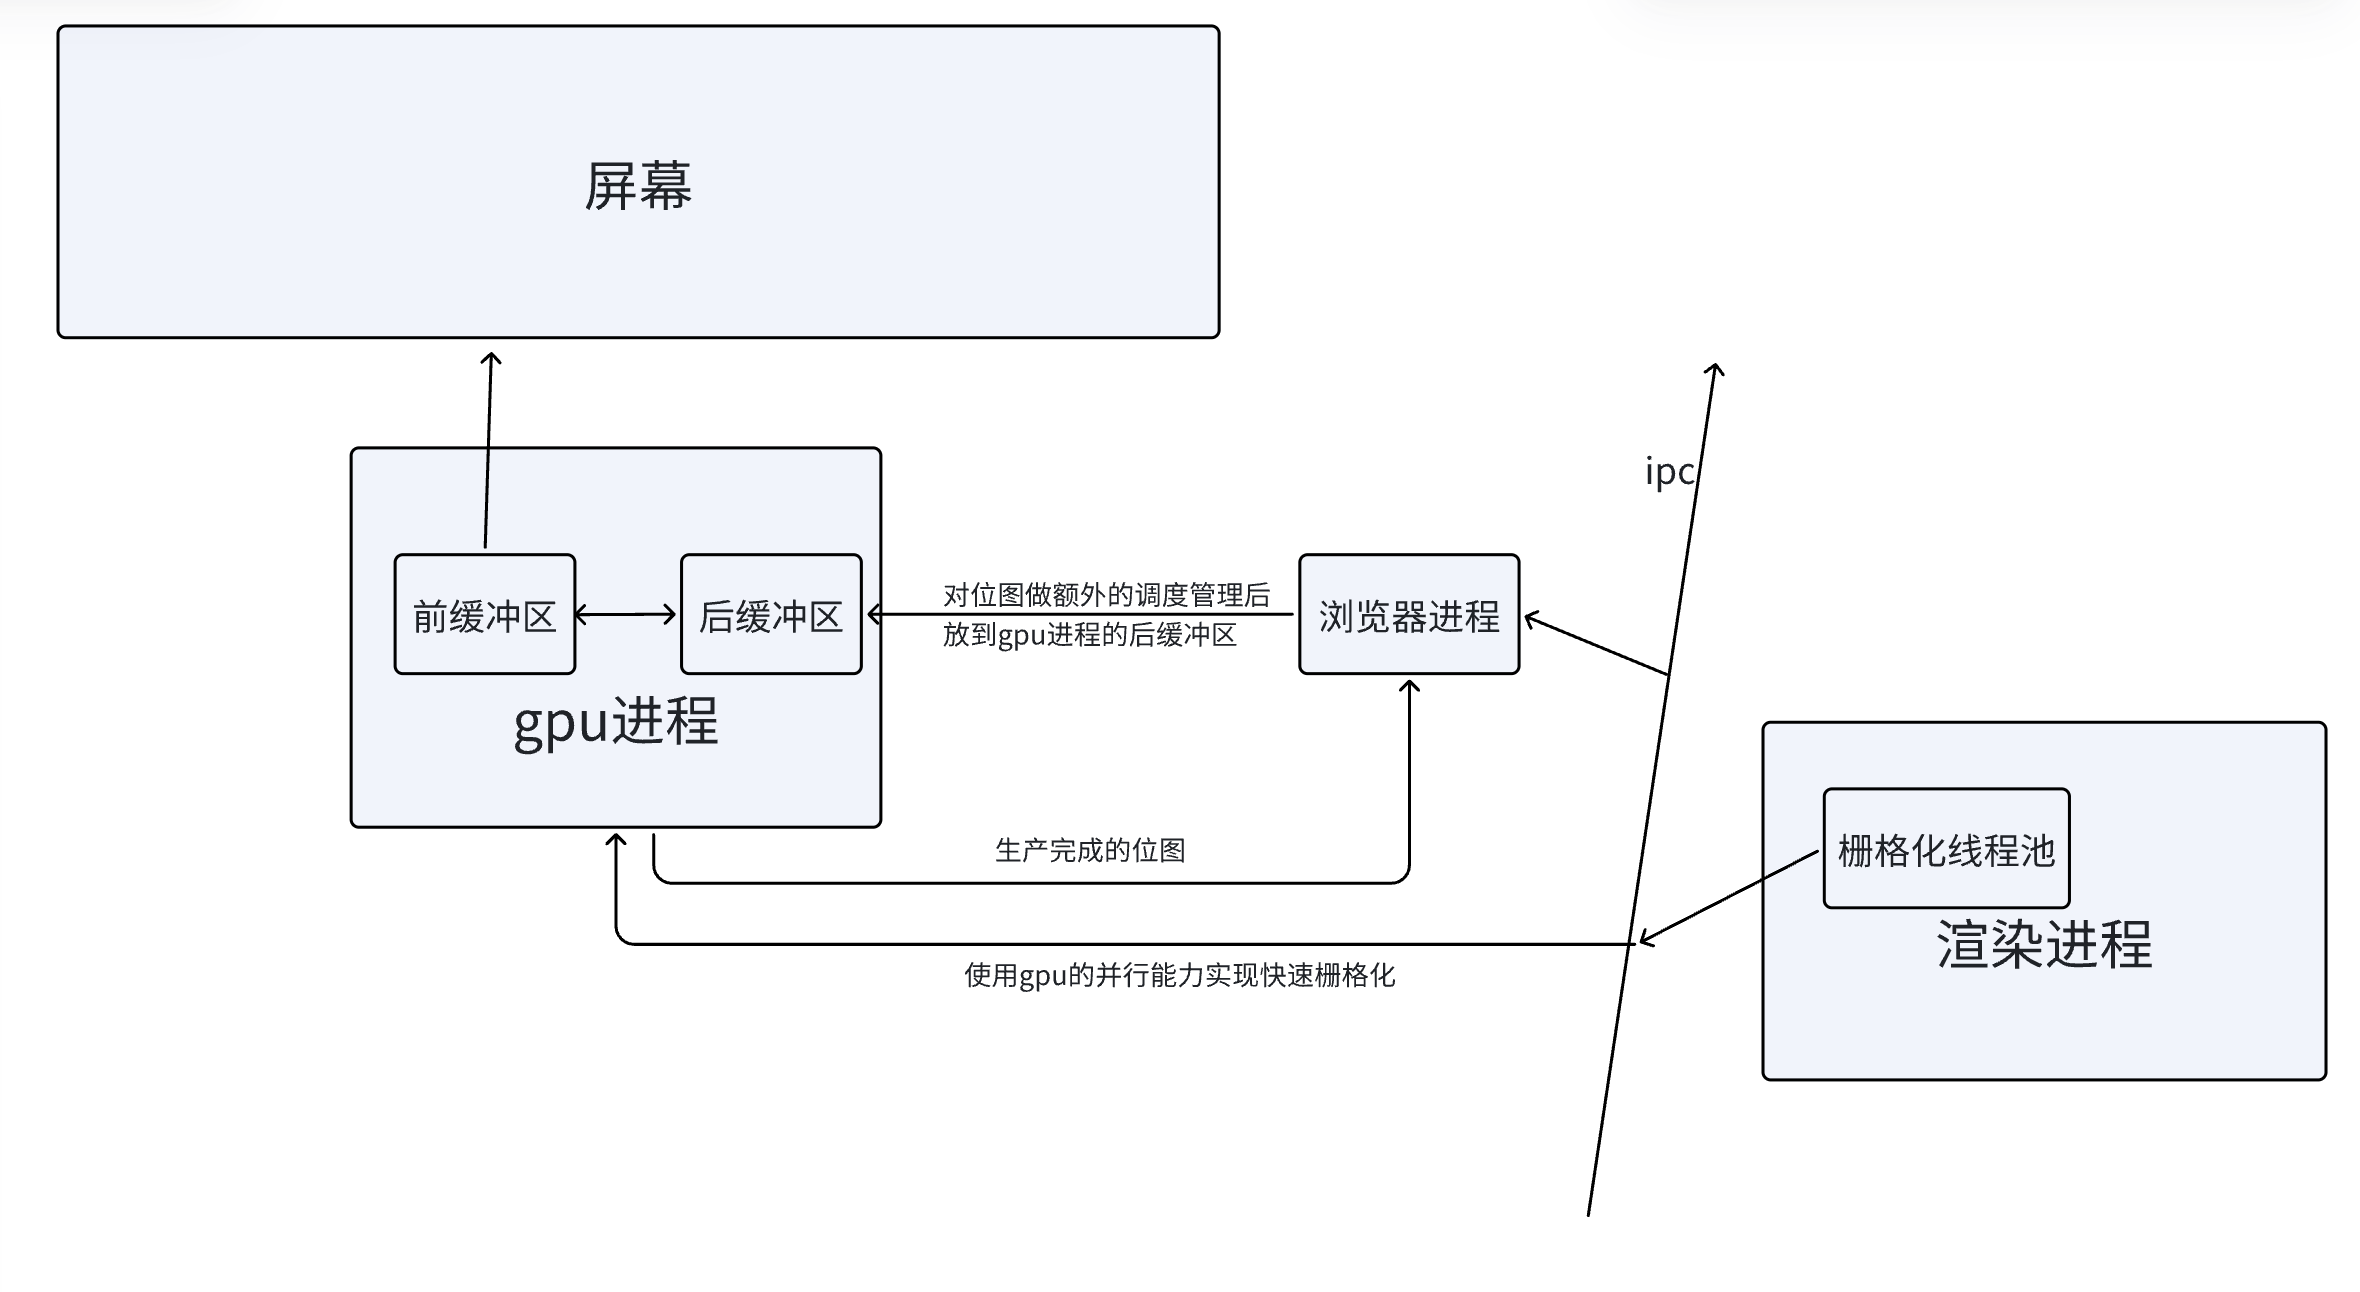 屏幕
ipc
前缓冲区
后缓冲区
对位图做额外的调度管理后
放到gpu进程的后缓冲区
浏览器进程
gpu进程
生产完成的位图
栅格化线程池
渲染进程
使用gpu的并行能力实现快速栅格化